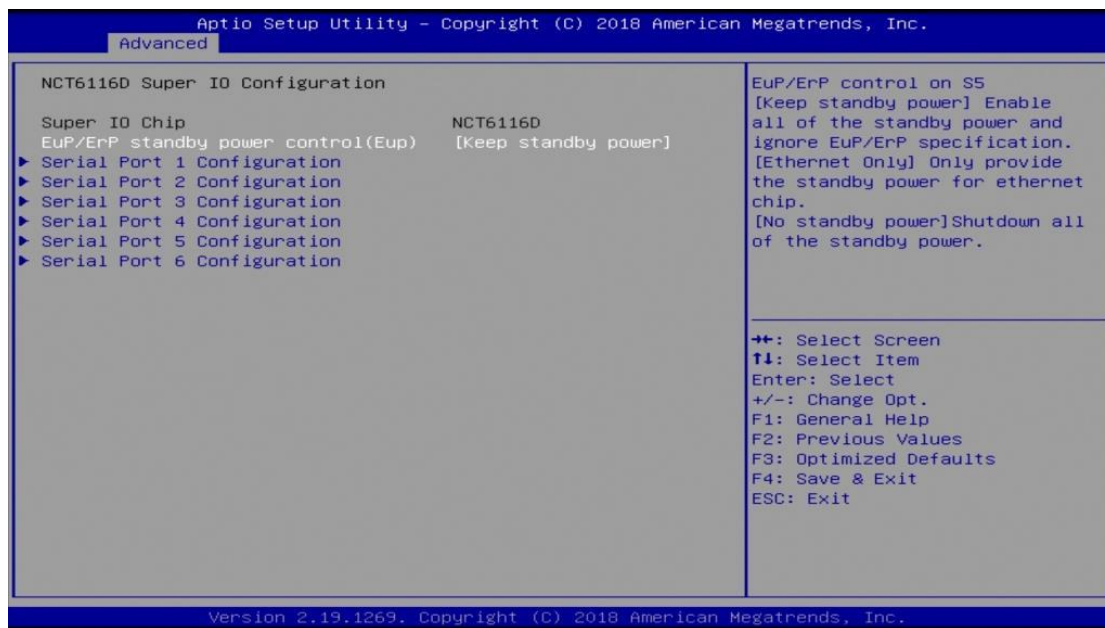 Aptio Setup Utility – Copyright (C) 2018 American Megatrends, Inc.
Advanced
NCT6116D Super IO Configuration
Super IO Chip NCT6116D
EuP/ErP standby power control(Eup) [Keep standby power]
► Serial Port 1 Configuration
► Serial Port 2 Configuration
► Serial Port 3 Configuration
► Serial Port 4 Configuration
► Serial Port 5 Configuration
► Serial Port 6 Configuration
EuP/ErP control on S5
[Keep standby power] Enable
all of the standby power and
ignore EuP/ErP specification.
[Ethernet Only] Only provide
the standby power for ethernet
chip.
[No standby power]Shutdown all
of the standby power.
→←: Select Screen
↑↓: Select Item
Enter: Select
+/-: Change Opt.
F1: General Help
F2: Previous Values
F3: Optimized Defaults
F4: Save & Exit
ESC: Exit
Version 2.19.1269. Copyright (C) 2018 American Megatrends, Inc.